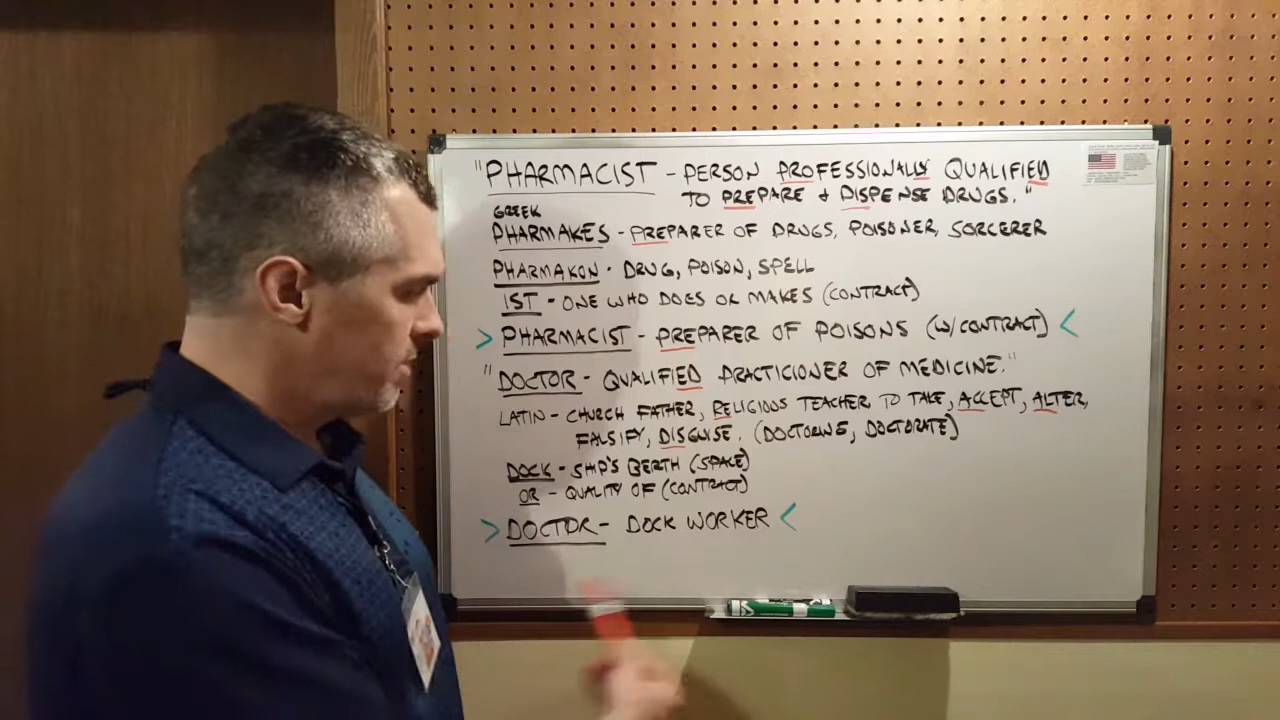 "PHARMACIST - PERSON PROFESSIONALLY QUALIFIED
TO PREPARE + DISPENSE DRUGS."
GREEK
PHARMAKES - PREPARER OF DRUGS, POISONER, SORCERER
PHARMAKON - DRUG, POISON, SPELL
IST - ONE WHO DOES OR MAKES (CONTRACT)
> PHARMACIST - PREPARER OF POISONS (W/CONTRACT) <
"DOCTOR - QUALIFIED PRACTICIONER OF MEDICINE."
LATIN - CHURCH FATHER, RELIGIOUS TEACHER TO TAKE, ACCEPT, ALTER,
FALSIFY, DISGUISE. (DOCTORINE, DOCTORATE)
DOCK - SHIP'S BERTH (SPACE)
OR - QUALITY OF (CONTRACT)
> DOCTOR - DOCK WORKER <